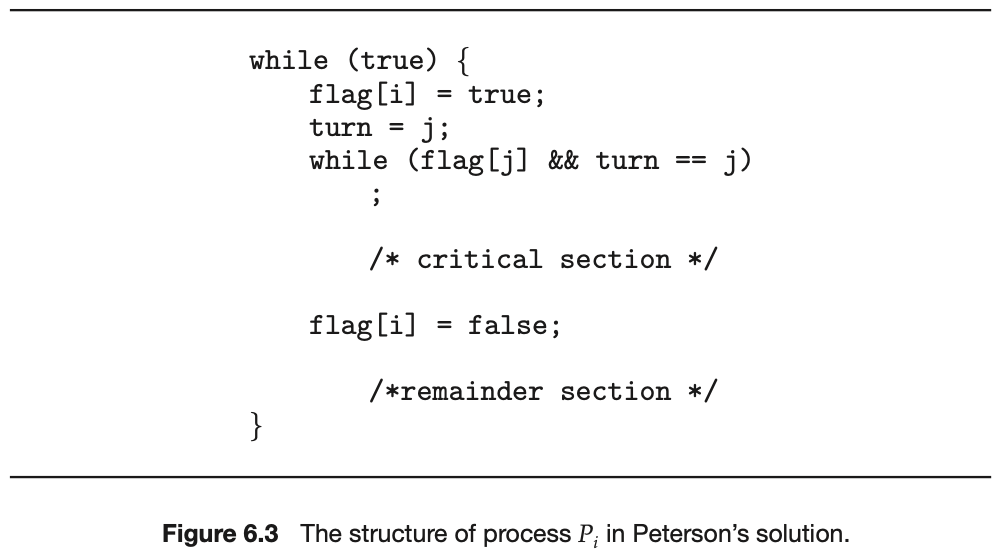 while (true) {
flag[i] = true;
turn = j;
while (flag[j] && turn == j)
;
/* critical section */
flag[i] = false;
/*remainder section */
}
Figure 6.3 The structure of process Pi in Peterson's solution.